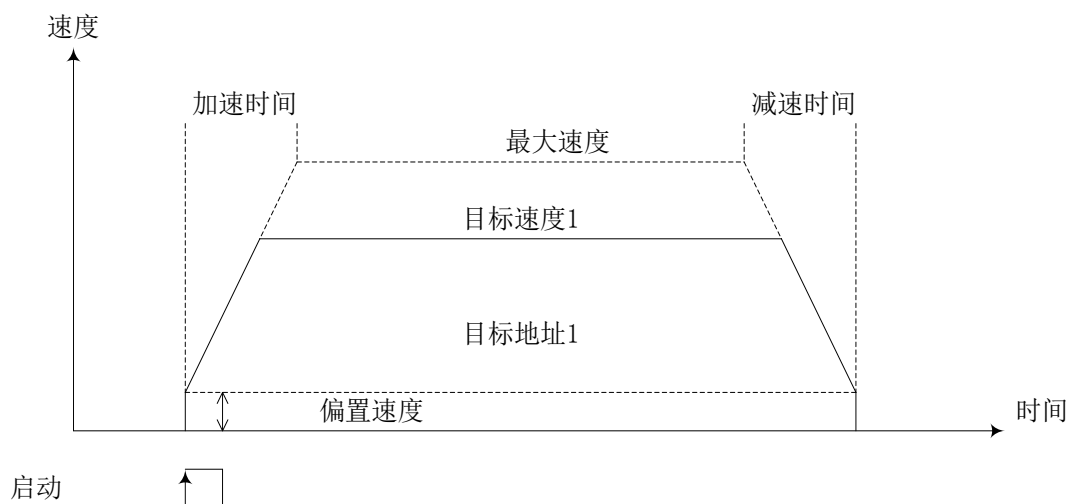 速度
加速时间
减速时间
最大速度
目标速度1
目标地址1
偏置速度
时间
启动